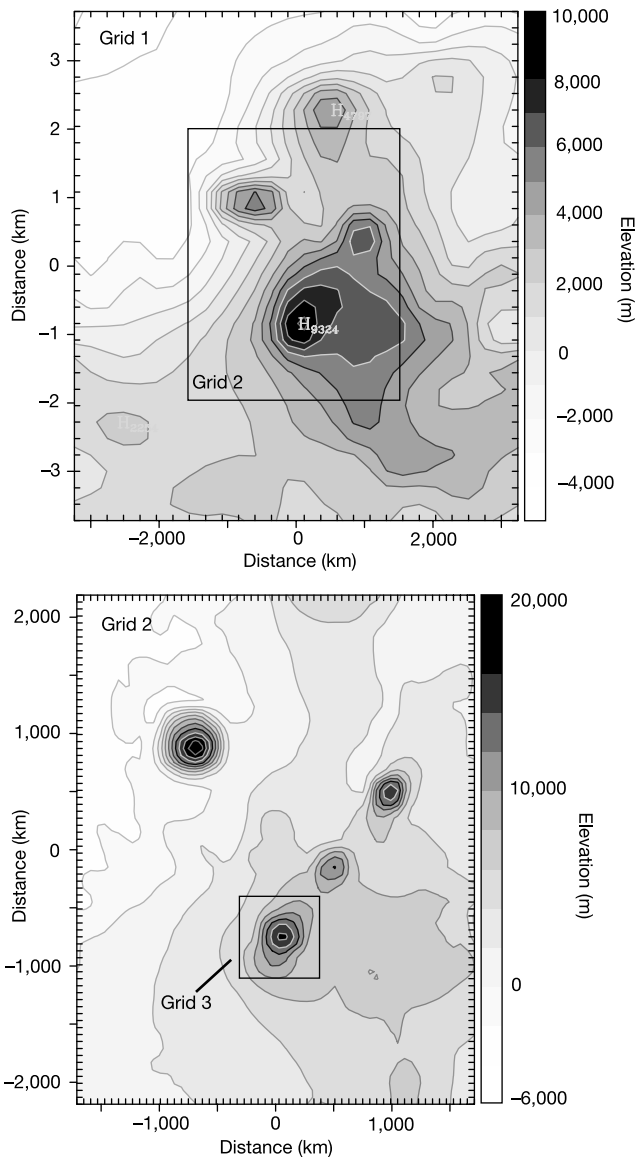 Grid 1
3
2
1
0
−1
−2
−3
Distance (km)
H
H9324
Grid 2
−2,000
0
2,000
Distance (km)
10,000
8,000
6,000
4,000
2,000
0
−2,000
−4,000
Elevation (m)
Grid 2
2,000
1,000
0
−1,000
−2,000
Distance (km)
Grid 3
−1,000
0
1,000
Distance (km)
20,000
10,000
0
−6,000
Elevation (m)